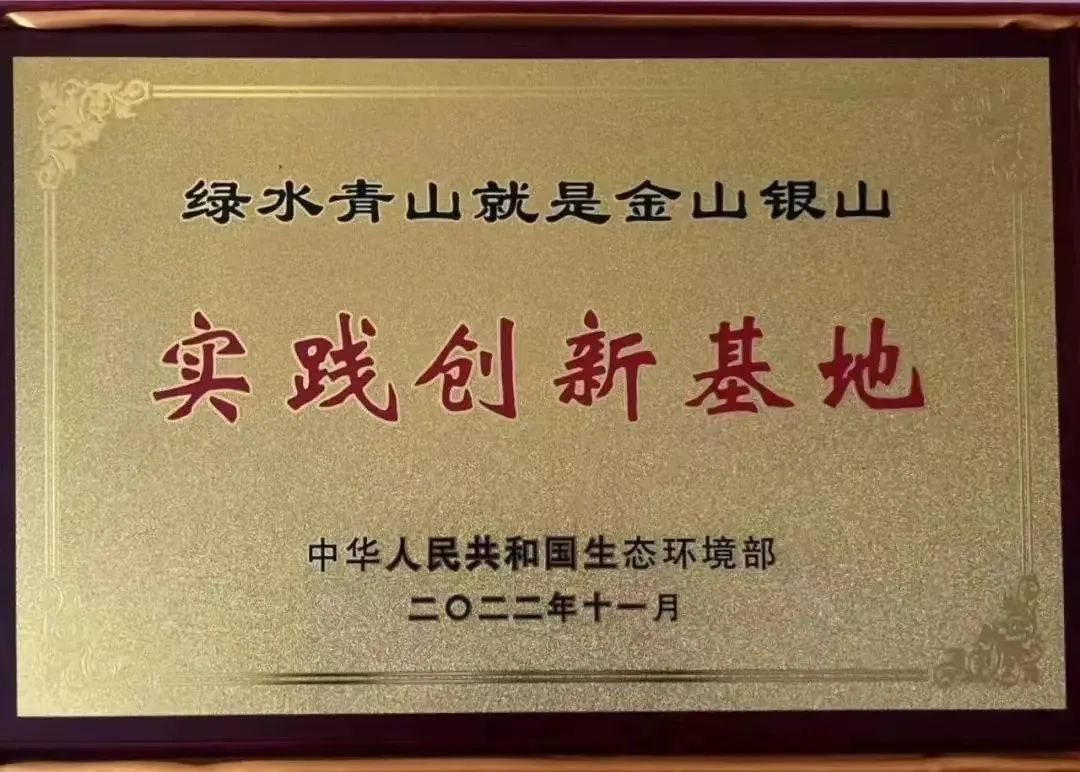 绿水青山就是金山银山
实践创新基地
中华人民共和国生态环境部
二〇二二年十一月